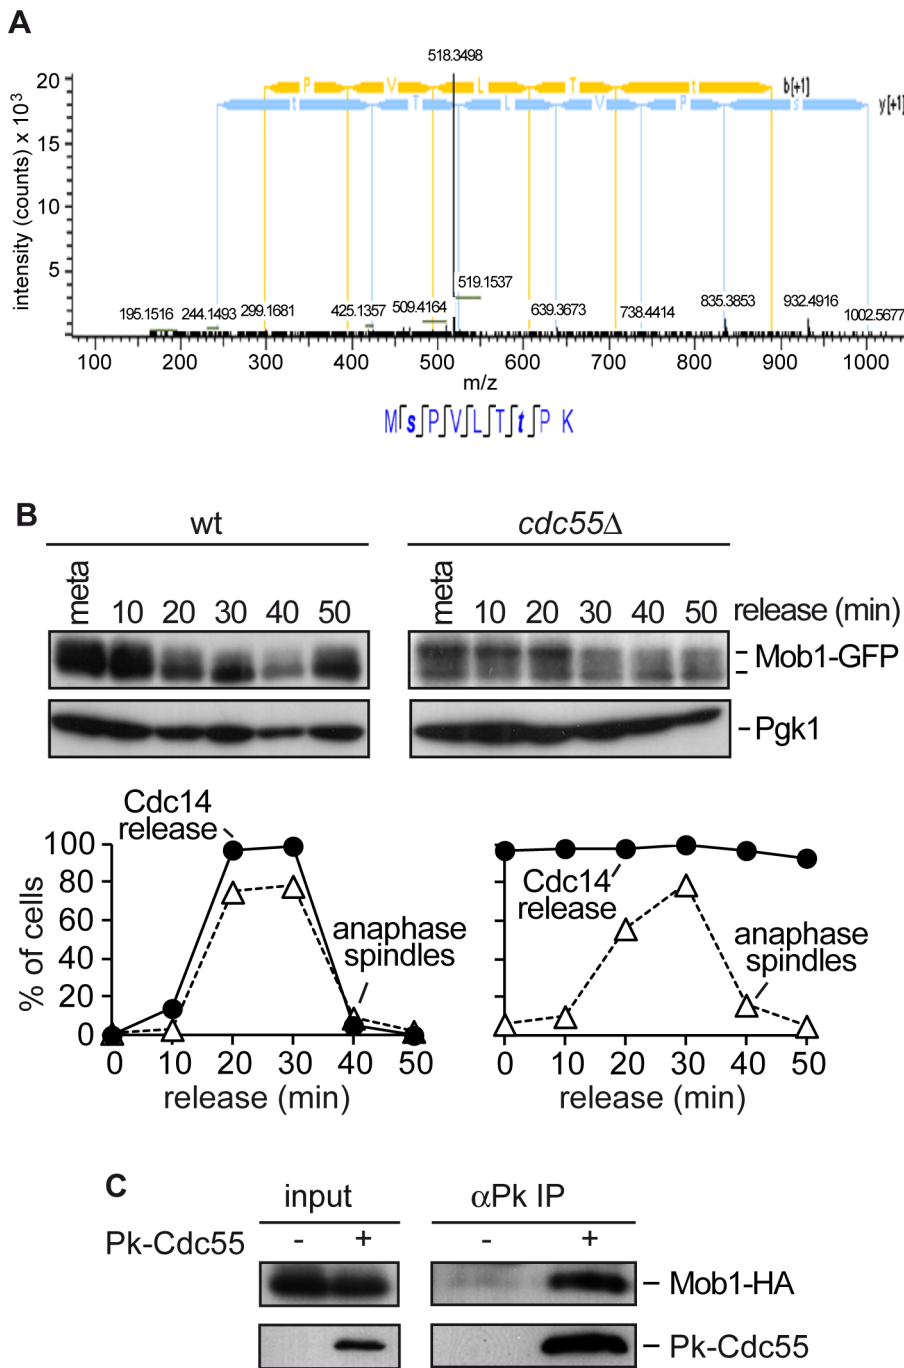 A
518.3498
20
P V L T t b[+1]
t T L V P s y[+1]
15
10
5
intensity (counts) x 10³
195.1516 244.1493 299.1681 425.1357 509.4164 519.1537 639.3673 738.4414 835.3853 932.4916 1002.5677
100 200 300 400 500 600 700 800 900 1000
m/z
M s P V L T t P K
B
wt cdc55Δ
meta 10 20 30 40 50 meta 10 20 30 40 50 release (min)
Mob1-GFP
Pgk1
Cdc14
release
100
80
60
40
20
0
% of cells
anaphase
spindles
0 10 20 30 40 50
release (min)
Cdc14
release
anaphase
spindles
0 10 20 30 40 50
release (min)
C
input αPk IP
Pk-Cdc55 - + - +
Mob1-HA
Pk-Cdc55